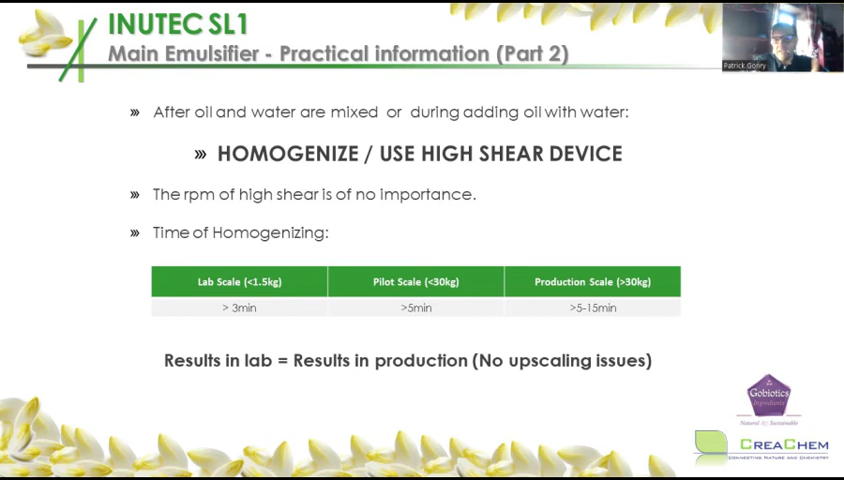 INUTEC SL1
Main Emulsifier - Practical information (Part 2)
Patrick Gonry
After oil and water are mixed or during adding oil with water:
HOMOGENIZE / USE HIGH SHEAR DEVICE
The rpm of high shear is of no importance.
Time of Homogenizing:
Lab Scale (<1.5kg) Pilot Scale (<30kg) Production Scale (>30kg)
> 3min >5min >5-15min
Results in lab = Results in production (No upscaling issues)
Gobiotics
Ingredients
Natural & Sustainable
CREACHEM
CONNECTING NATURE AND CHEMISTRY